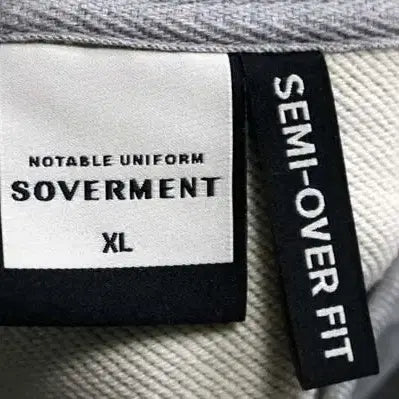 NOTABLE UNIFORM
SOVERMENT
XL
SEMI-OVER FIT